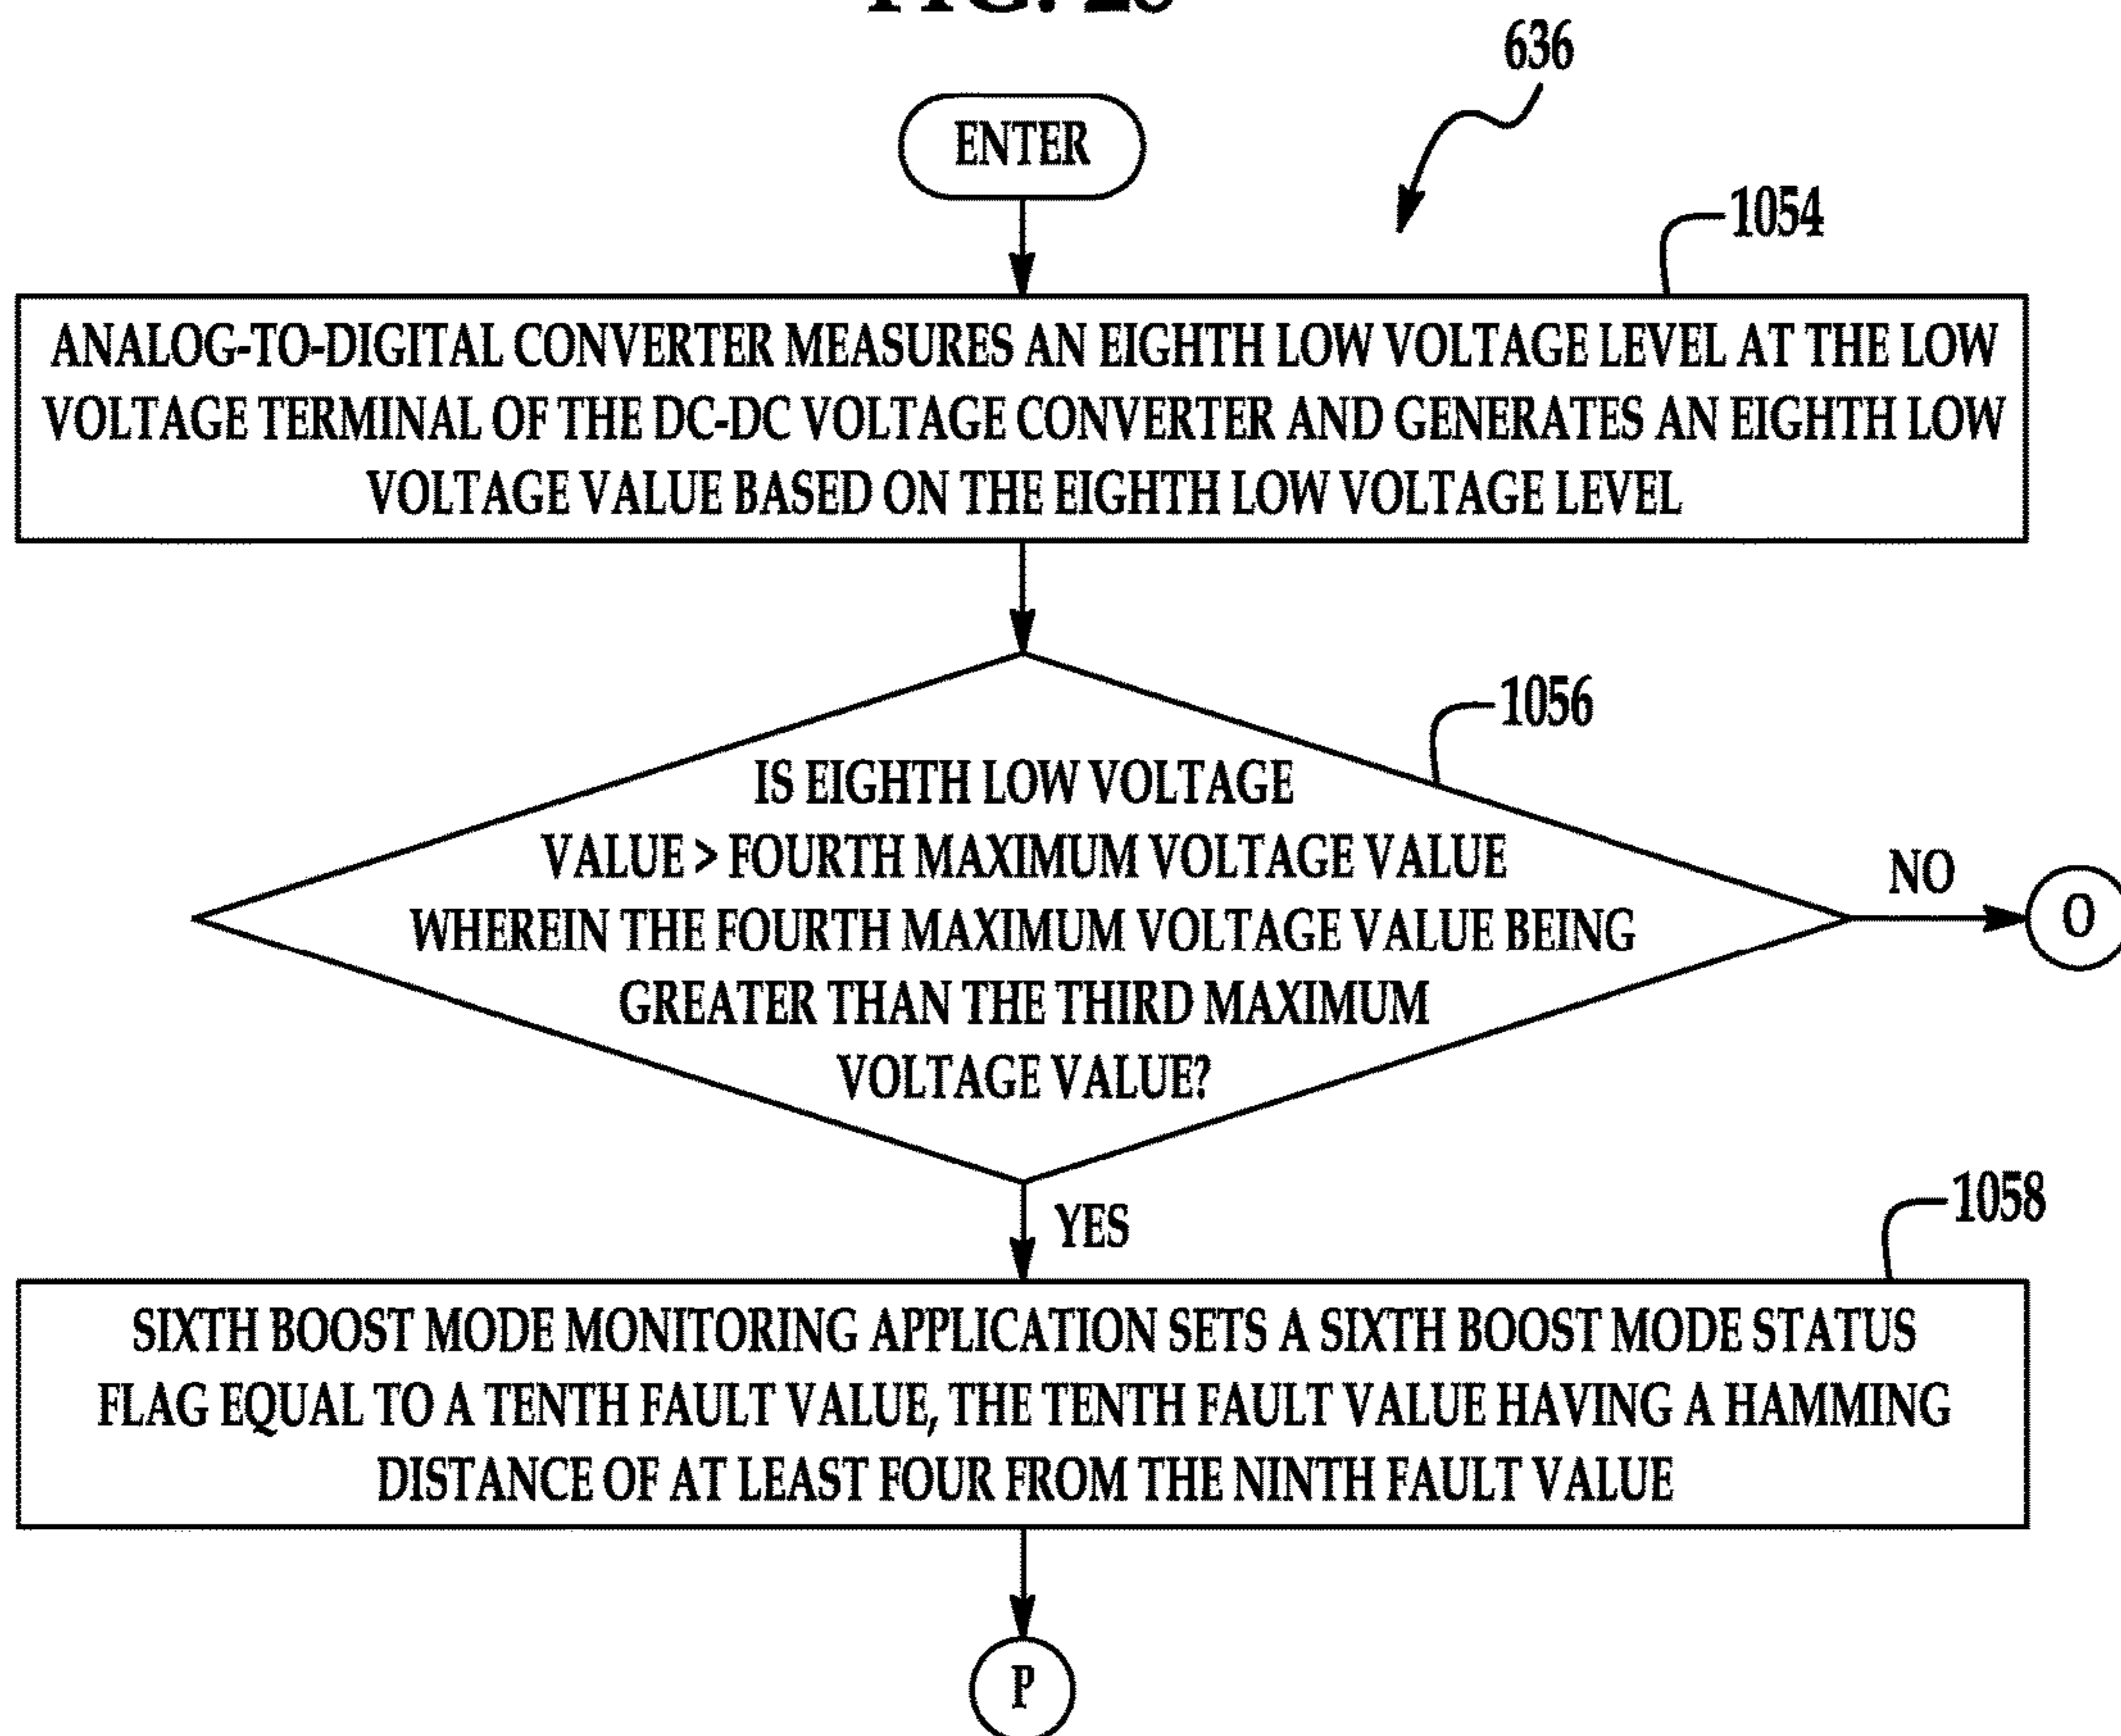 636
ENTER
1054
ANALOG-TO-DIGITAL CONVERTER MEASURES AN EIGHTH LOW VOLTAGE LEVEL AT THE LOW
VOLTAGE TERMINAL OF THE DC-DC VOLTAGE CONVERTER AND GENERATES AN EIGHTH LOW
VOLTAGE VALUE BASED ON THE EIGHTH LOW VOLTAGE LEVEL
1056
IS EIGHTH LOW VOLTAGE
VALUE > FOURTH MAXIMUM VOLTAGE VALUE
WHEREIN THE FOURTH MAXIMUM VOLTAGE VALUE BEING
GREATER THAN THE THIRD MAXIMUM
VOLTAGE VALUE?
NO
O
YES
1058
SIXTH BOOST MODE MONITORING APPLICATION SETS A SIXTH BOOST MODE STATUS
FLAG EQUAL TO A TENTH FAULT VALUE, THE TENTH FAULT VALUE HAVING A HAMMING
DISTANCE OF AT LEAST FOUR FROM THE NINTH FAULT VALUE
P